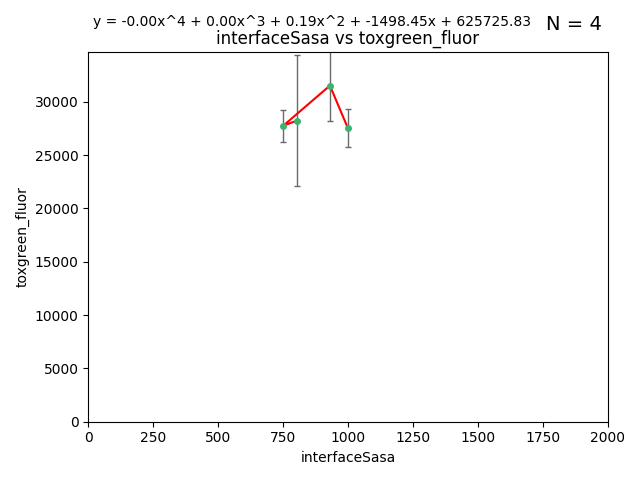 y = -0.00x^4 + 0.00x^3 + 0.19x^2 + -1498.45x + 625725.83
N = 4
interfaceSasa vs toxgreen_fluor
30000
25000
20000
15000
10000
5000
0
toxgreen_fluor
0 250 500 750 1000 1250 1500 1750 2000
interfaceSasa